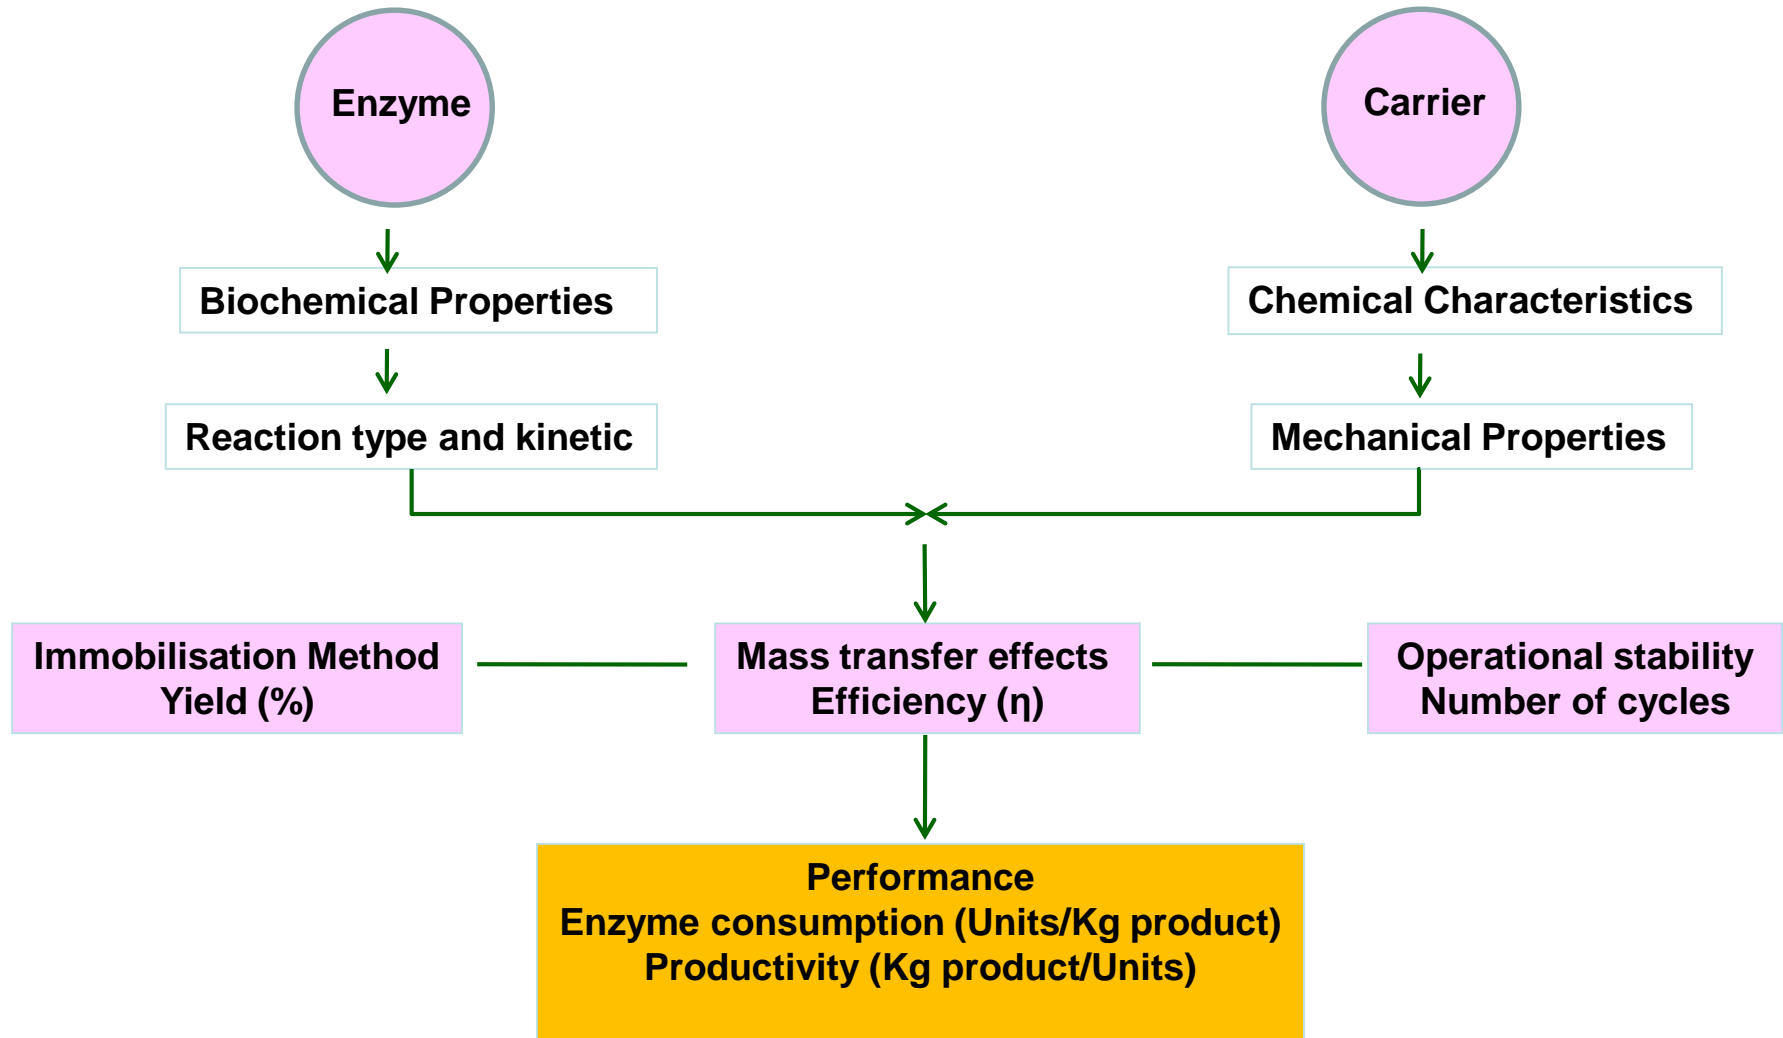 Enzyme
Carrier
Biochemical Properties
Chemical Characteristics
Reaction type and kinetic
Mechanical Properties
Immobilisation Method
Yield (%)
Mass transfer effects
Efficiency (η)
Operational stability
Number of cycles
Performance
Enzyme consumption (Units/Kg product)
Productivity (Kg product/Units)